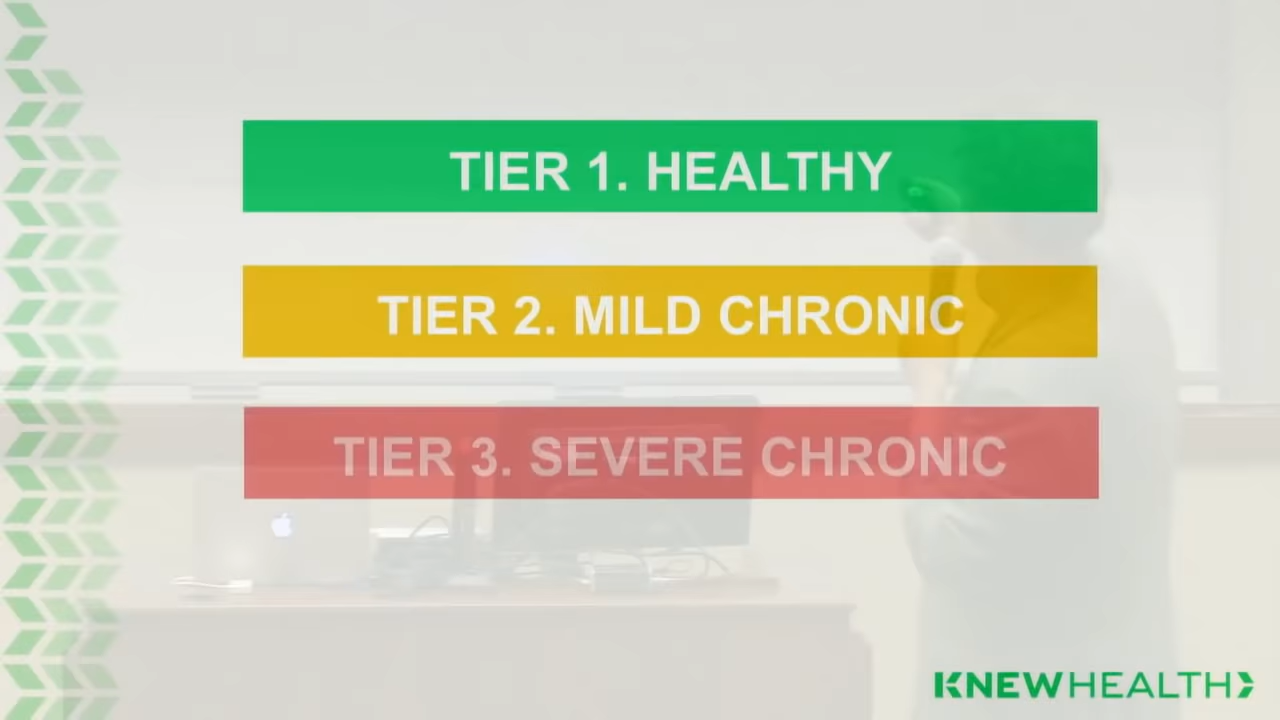 TIER 1. HEALTHY
TIER 2. MILD CHRONIC
TIER 3. SEVERE CHRONIC
KNEWHEALTH